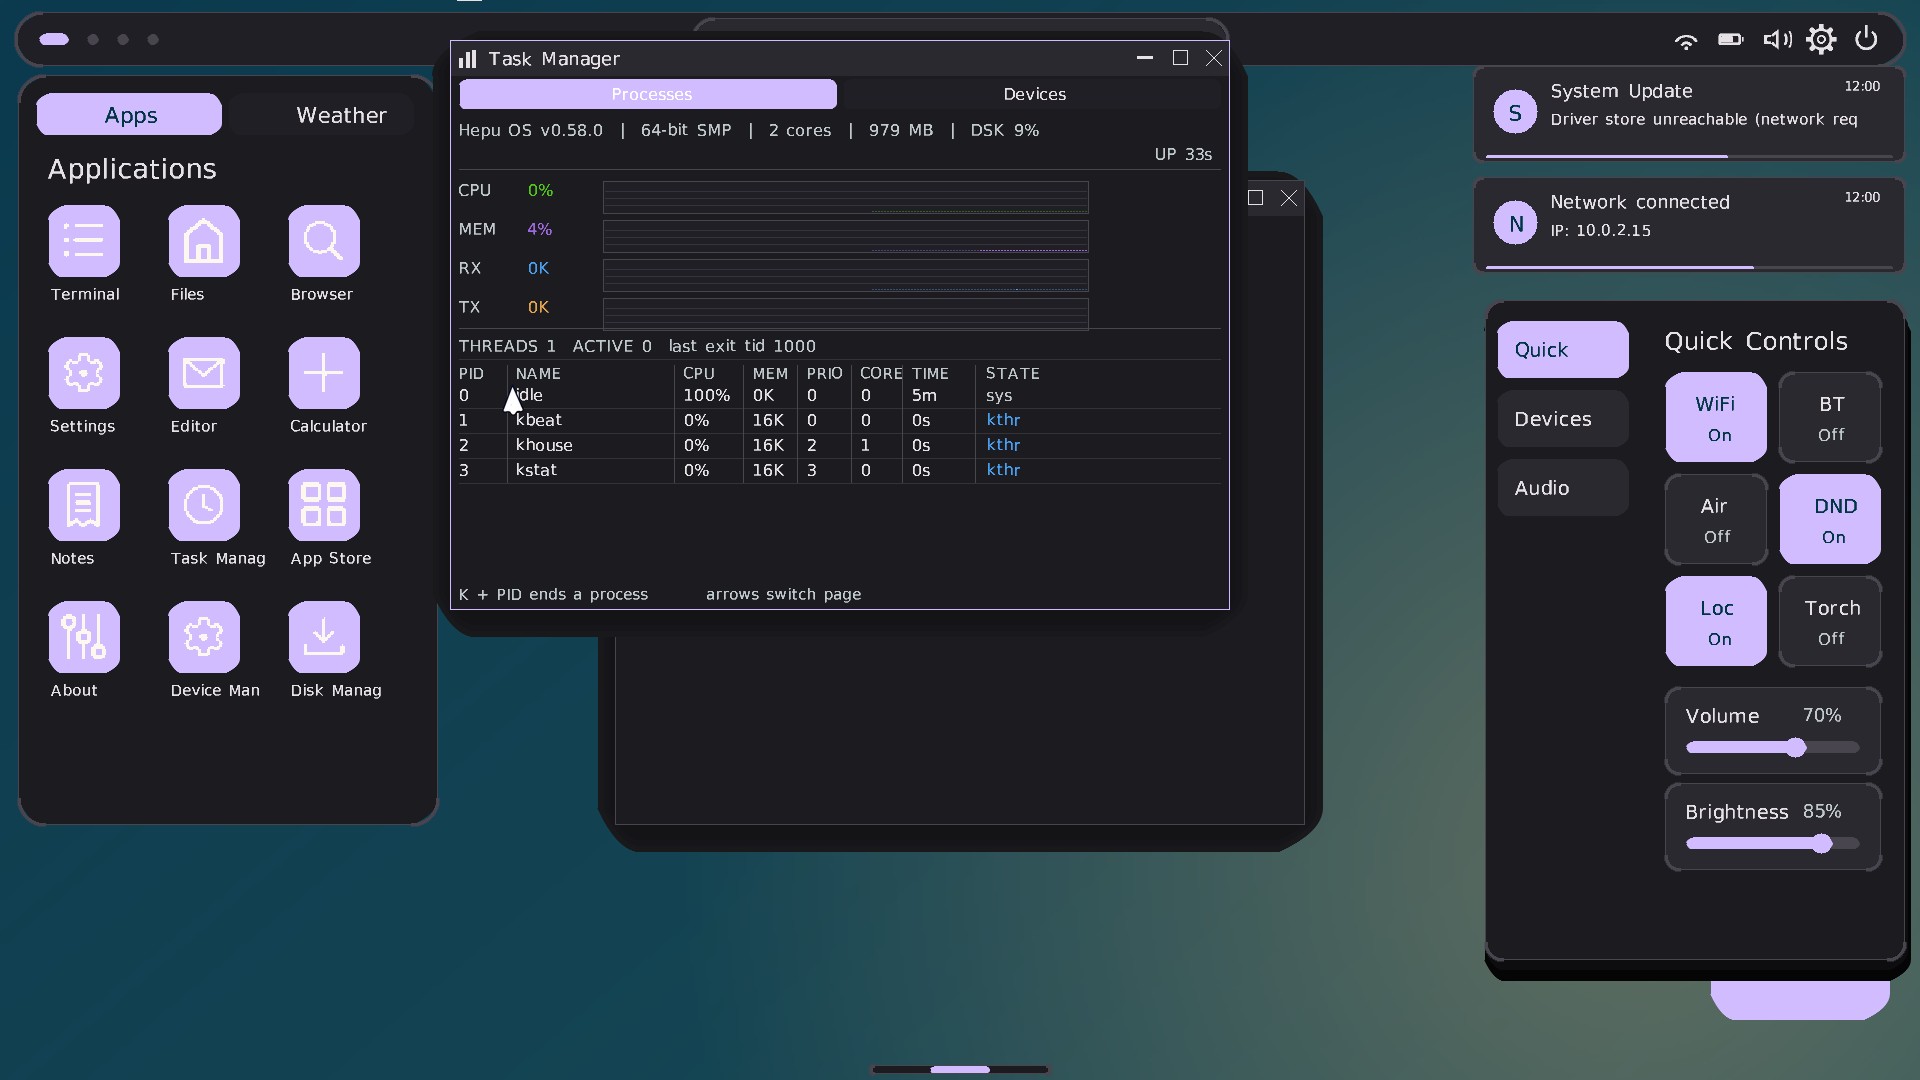 Task Manager
Processes
Devices
Hepu OS v0.58.0 | 64-bit SMP | 2 cores | 979 MB | DSK 9%
UP 33s
CPU 0%
MEM 4%
RX 0K
TX 0K
THREADS 1 ACTIVE 0 last exit tid 1000
PID NAME CPU MEM PRIO CORE TIME STATE
0 idle 100% 0K 0 0 5m sys
1 kbeat 0% 16K 0 0 0s kthr
2 khouse 0% 16K 2 1 0s kthr
3 kstat 0% 16K 3 0 0s kthr
K + PID ends a process arrows switch page
Apps
Weather
Applications
Terminal
Files
Browser
Settings
Editor
Calculator
Notes
Task Manag
App Store
About
Device Man
Disk Manag
S
System Update
12:00
Driver store unreachable (network req
N
Network connected
12:00
IP: 10.0.2.15
Quick
Devices
Audio
Quick Controls
WiFi
On
BT
Off
Air
Off
DND
On
Loc
On
Torch
Off
Volume 70%
Brightness 85%